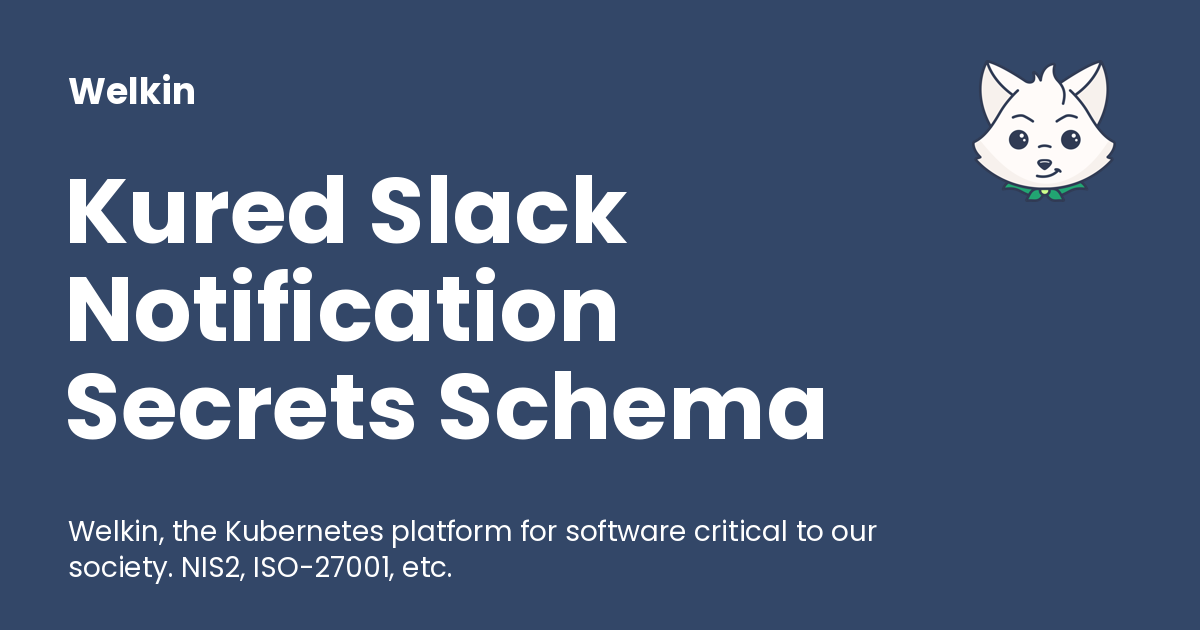 Welkin
Kured Slack
Notification
Secrets Schema
Welkin, the Kubernetes platform for software critical to our
society. NIS2, ISO-27001, etc.